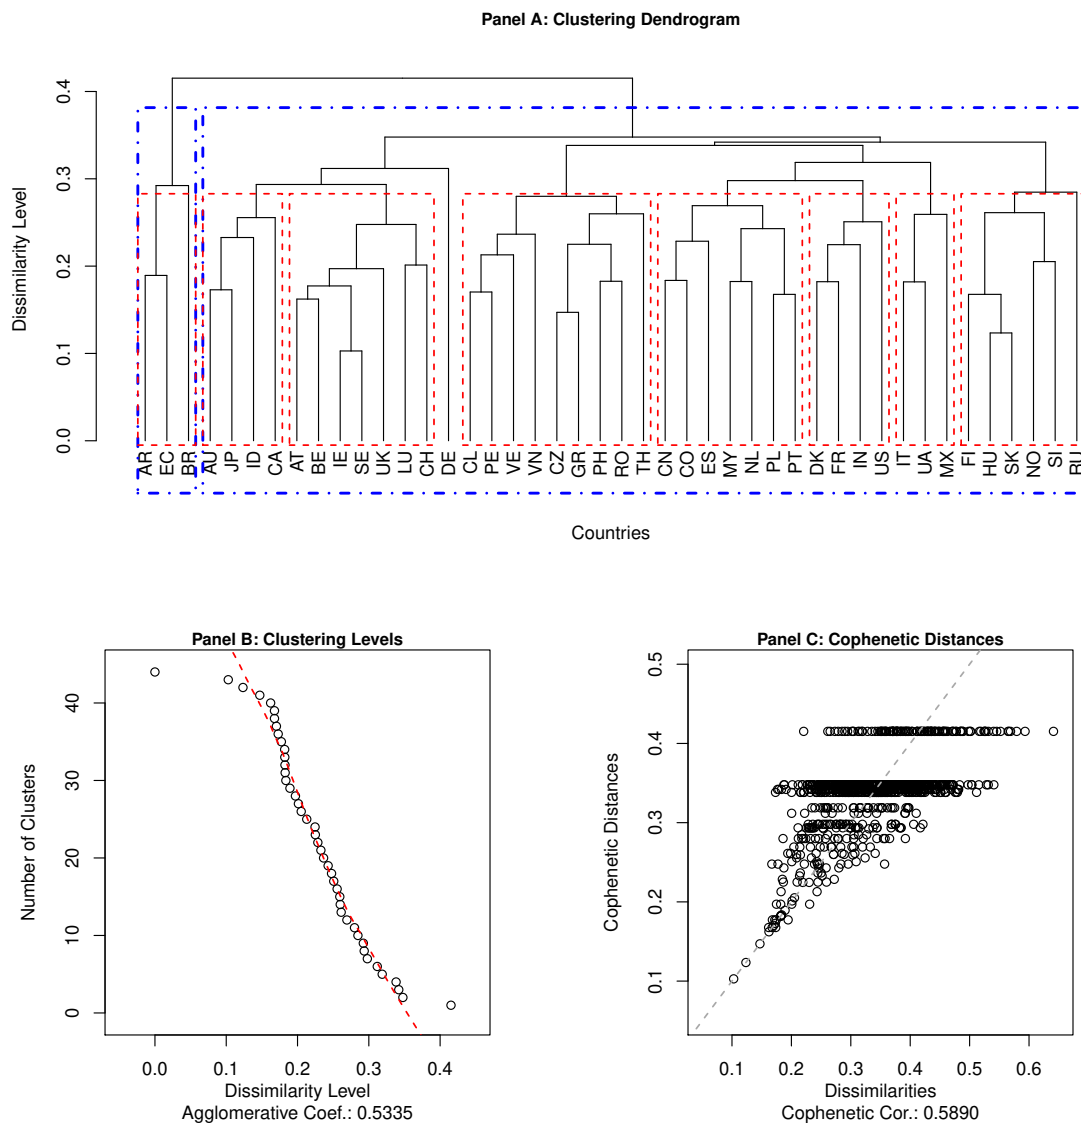 Panel A: Clustering Dendrogram
Dissimilarity Level
0.0 0.1 0.2 0.3 0.4
AR EC BR AU JP ID CA AT BE IE SE UK LU CH DE CL PE VE VN CZ GR PH RO TH CN CO ES MY NL PL PT DK FR IN US IT UA MX FI HU SK NO SI RU
Countries
Panel B: Clustering Levels
Number of Clusters
0 10 20 30 40
0.0 0.1 0.2 0.3 0.4
Dissimilarity Level
Agglomerative Coef.: 0.5335
Panel C: Cophenetic Distances
Cophenetic Distances
0.1 0.2 0.3 0.4 0.5
0.1 0.2 0.3 0.4 0.5 0.6
Dissimilarities
Cophenetic Cor.: 0.5890